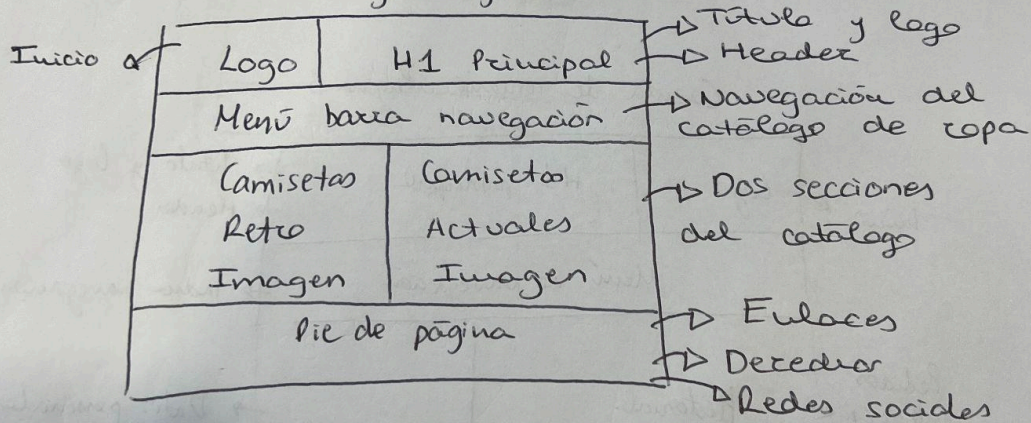 Título y logo
Inicio
Logo
H1 Principal
Header
Menú barra navegación
Navegación del
catálogo de ropa
Camisetas
Retro
Imagen
Camisetas
Actuales
Imagen
Dos secciones
del catalogo
Pie de página
Enlaces
Derechos
Redes sociales